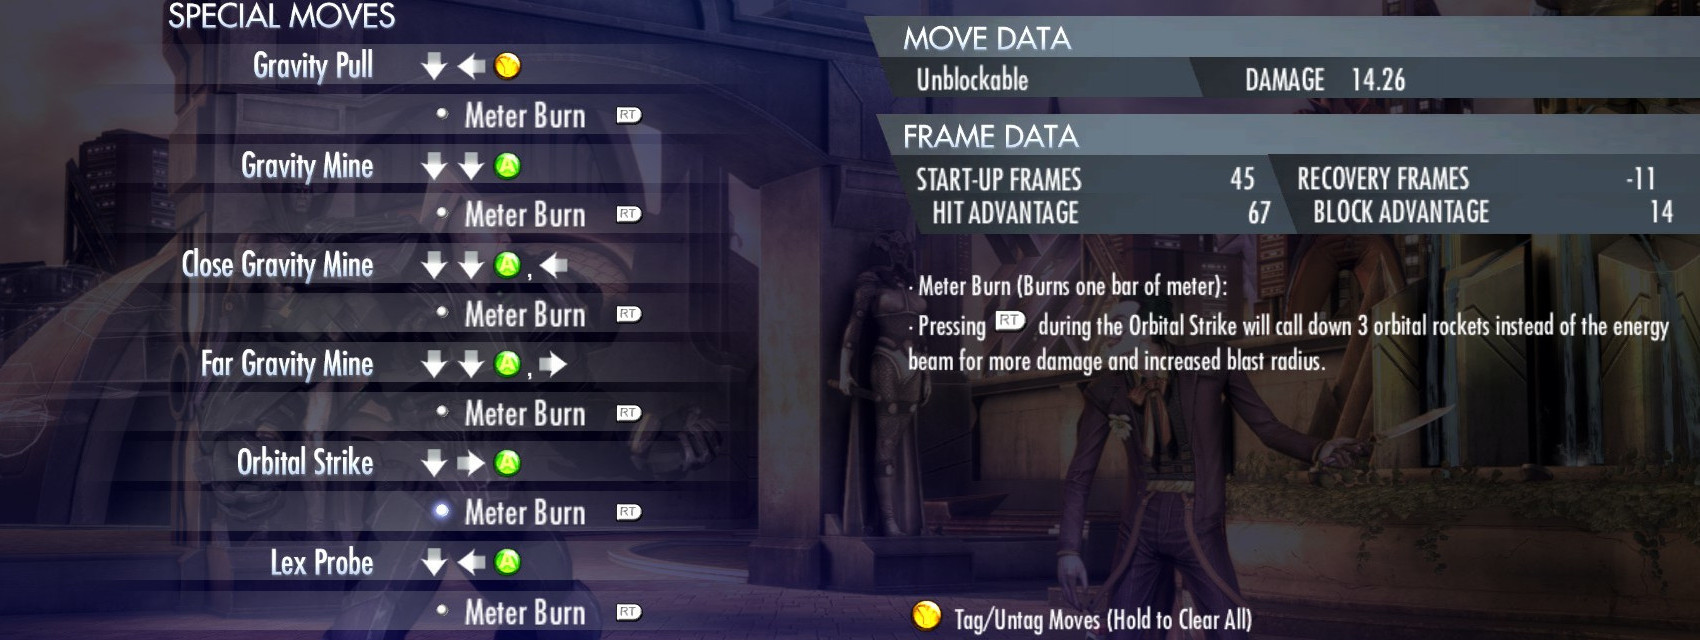 SPECIAL MOVES
Gravity Pull Y
Meter Burn RT
Gravity Mine A
Meter Burn RT
Close Gravity Mine A,
Meter Burn RT
Far Gravity Mine A,
Meter Burn RT
Orbital Strike A
Meter Burn RT
Lex Probe A
Meter Burn RT
MOVE DATA
Unblockable DAMAGE 14.26
FRAME DATA
START-UP FRAMES 45 RECOVERY FRAMES -11
HIT ADVANTAGE 67 BLOCK ADVANTAGE 14
· Meter Burn (Burns one bar of meter):
· Pressing RT during the Orbital Strike will call down 3 orbital rockets instead of the energy
beam for more damage and increased blast radius.
Y Tag/Untag Moves (Hold to Clear All)